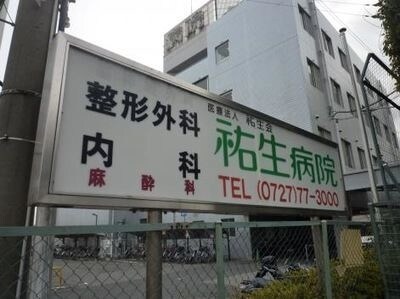 整形外科
内科
麻酔科
医療法人 祐生会
祐生病院
TEL (0727)77-3000